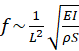 f ~ 1/L² √(EI/ρS)